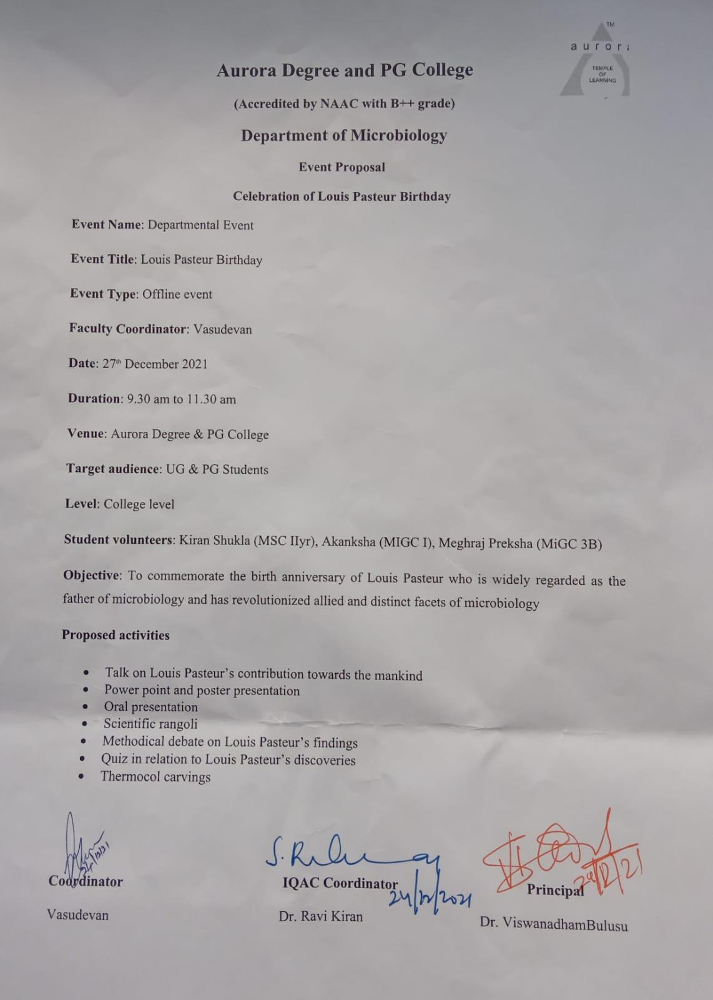 TM
aurora
TEMPLE
OF
LEARNING
Aurora Degree and PG College
(Accredited by NAAC with B++ grade)
Department of Microbiology
Event Proposal
Celebration of Louis Pasteur Birthday
Event Name: Departmental Event
Event Title: Louis Pasteur Birthday
Event Type: Offline event
Faculty Coordinator: Vasudevan
Date: 27th December 2021
Duration: 9.30 am to 11.30 am
Venue: Aurora Degree & PG College
Target audience: UG & PG Students
Level: College level
Student volunteers: Kiran Shukla (MSC IIyr), Akanksha (MIGC I), Meghraj Preksha (MiGC 3B)
Objective: To commemorate the birth anniversary of Louis Pasteur who is widely regarded as the
father of microbiology and has revolutionized allied and distinct facets of microbiology
Proposed activities
• Talk on Louis Pasteur's contribution towards the mankind
• Power point and poster presentation
• Oral presentation
• Scientific rangoli
• Methodical debate on Louis Pasteur's findings
• Quiz in relation to Louis Pasteur's discoveries
• Thermocol carvings
24/12/21
Coordinator
IQAC Coordinator
24/12/2021
Principal
24/12/21
Vasudevan
Dr. Ravi Kiran
Dr. ViswanadhamBulusu